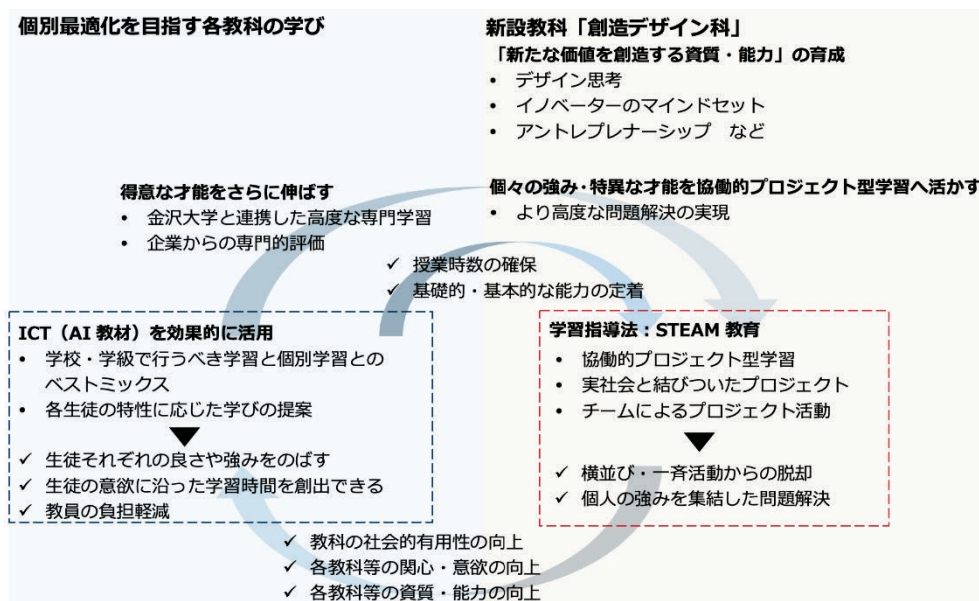 個別最適化を目指す各教科の学び
新設教科「創造デザイン科」
「新たな価値を創造する資質・能力」の育成
• デザイン思考
• イノベーターのマインドセット
• アントレプレナーシップ　など
得意な才能をさらに伸ばす
• 金沢大学と連携した高度な専門学習
• 企業からの専門的評価
個々の強み・特異な才能を協働的プロジェクト型学習へ活かす
• より高度な問題解決の実現
✓ 授業時数の確保
✓ 基礎的・基本的な能力の定着
ICT（AI 教材）を効果的に活用
• 学校・学級で行うべき学習と個別学習との
ベストミックス
• 各生徒の特性に応じた学びの提案
✓ 生徒それぞれの良さや強みをのばす
✓ 生徒の意欲に沿った学習時間を創出できる
✓ 教員の負担軽減
学習指導法：STEAM 教育
• 協働的プロジェクト型学習
• 実社会と結びついたプロジェクト
• チームによるプロジェクト活動
✓ 横並び・一斉活動からの脱却
✓ 個人の強みを集結した問題解決
✓ 教科の社会的有用性の向上
✓ 各教科等の関心・意欲の向上
✓ 各教科等の資質・能力の向上